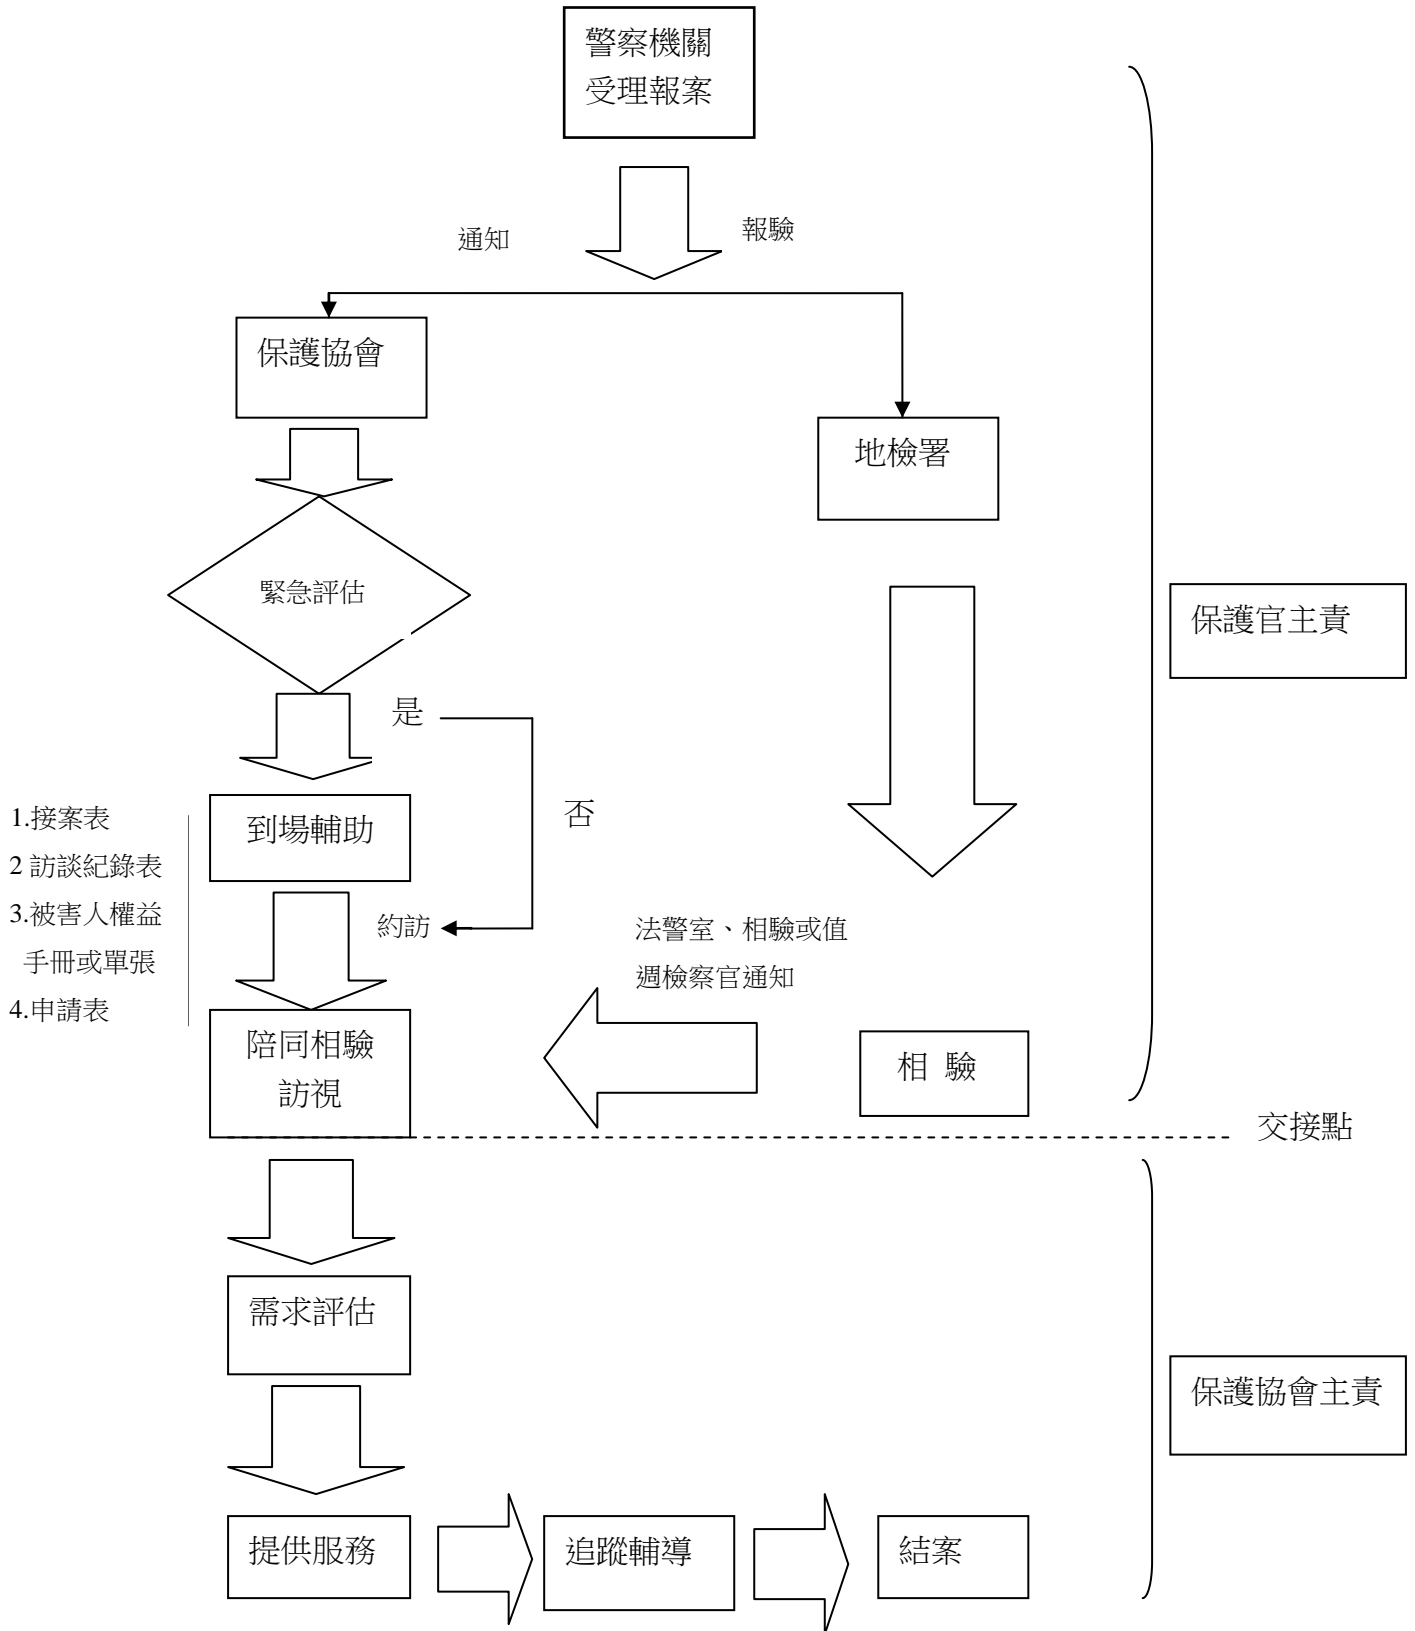 警察機關
受理報案
通知
報驗
保護協會
地檢署
緊急評估
保護官主責
是
否
1.接案表
2 訪談紀錄表
3.被害人權益
手冊或單張
4.申請表
到場輔助
約訪
法警室、相驗或值
週檢察官通知
陪同相驗
訪視
相 驗
交接點
需求評估
保護協會主責
提供服務
追蹤輔導
結案